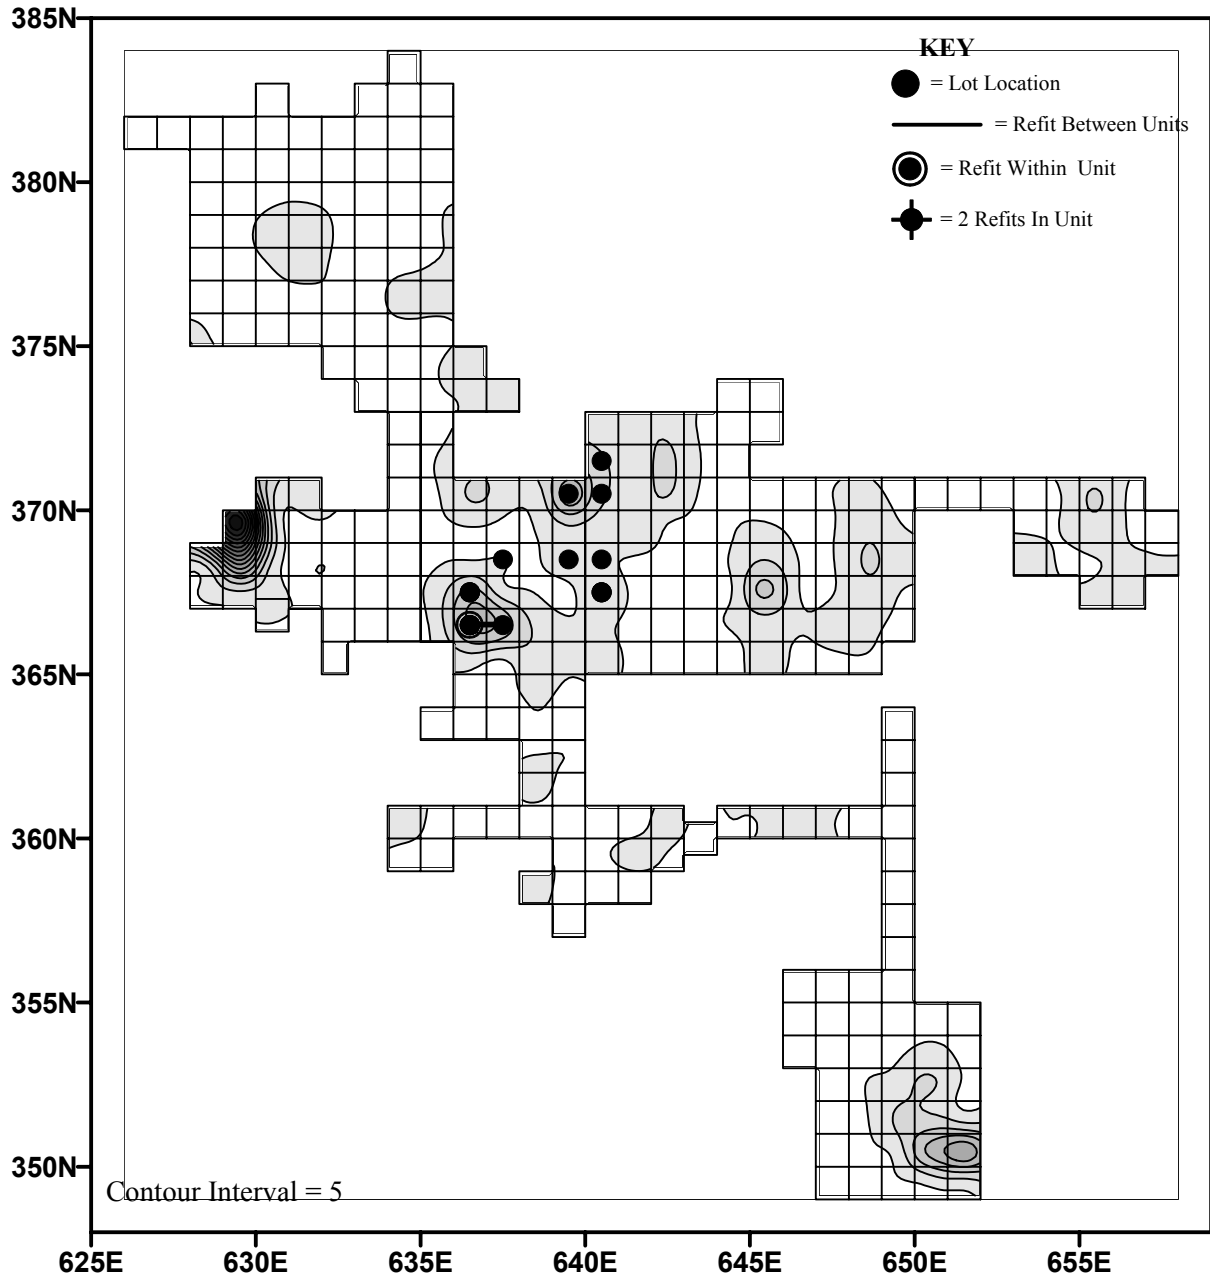 385N
KEY
= Lot Location
= Refit Between Units
= Refit Within Unit
= 2 Refits In Unit
380N
375N
370N
365N
360N
355N
350N
Contour Interval = 5
625E 630E 635E 640E 645E 650E 655E